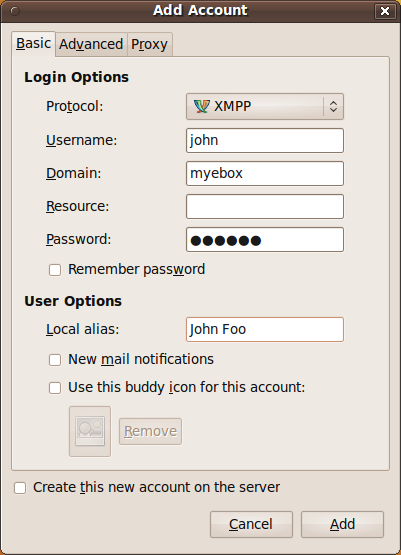 Add Account
Basic Advanced Proxy
Login Options
Protocol: XMPP
Username: john
Domain: myebox
Resource:
Password: ●●●●●●
Remember password
User Options
Local alias: John Foo
New mail notifications
Use this buddy icon for this account:
Remove
Create this new account on the server
Cancel Add